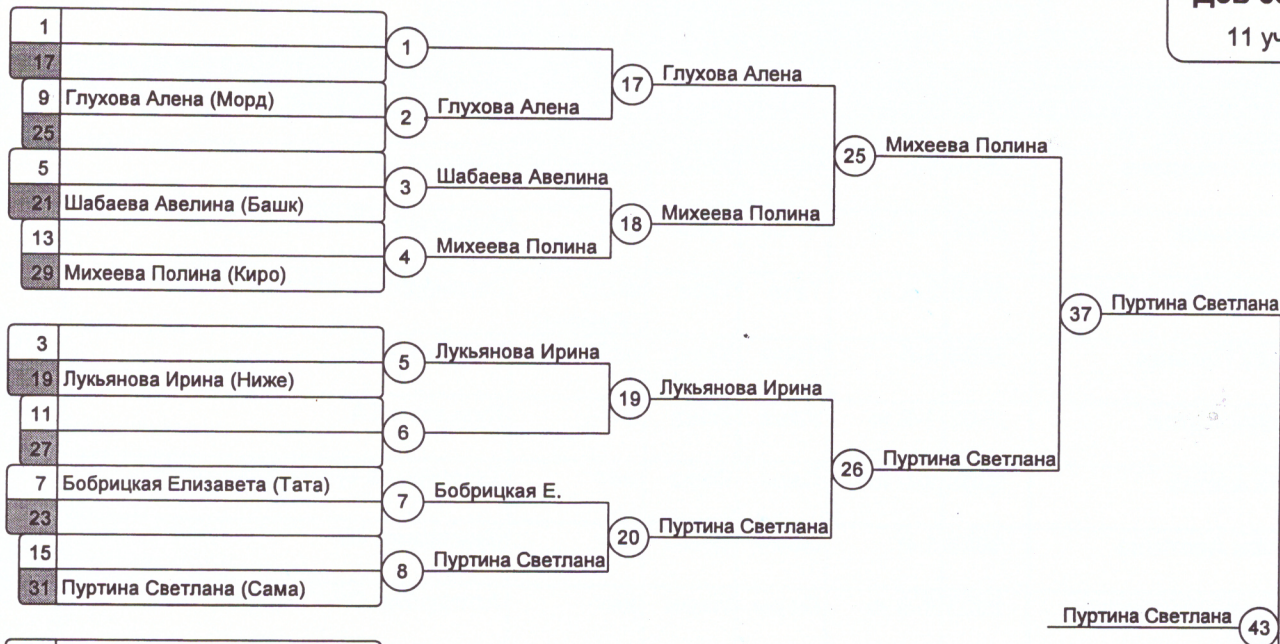 11
1
17
1
17 Глухова Алена
9 Глухова Алена (Морд)
2 Глухова Алена
25
25 Михеева Полина
5
3 Шабаева Авелина
21 Шабаева Авелина (Башк)
18 Михеева Полина
13
4 Михеева Полина
29 Михеева Полина (Киро)
37 Пуртина Светлана
3
5 Лукьянова Ирина
19 Лукьянова Ирина (Ниже)
19 Лукьянова Ирина
11
6
27
26 Пуртина Светлана
7 Бобрицкая Елизавета (Тата)
7 Бобрицкая Е.
23
20 Пуртина Светлана
15
8 Пуртина Светлана
31 Пуртина Светлана (Сама)
Пуртина Светлана 43